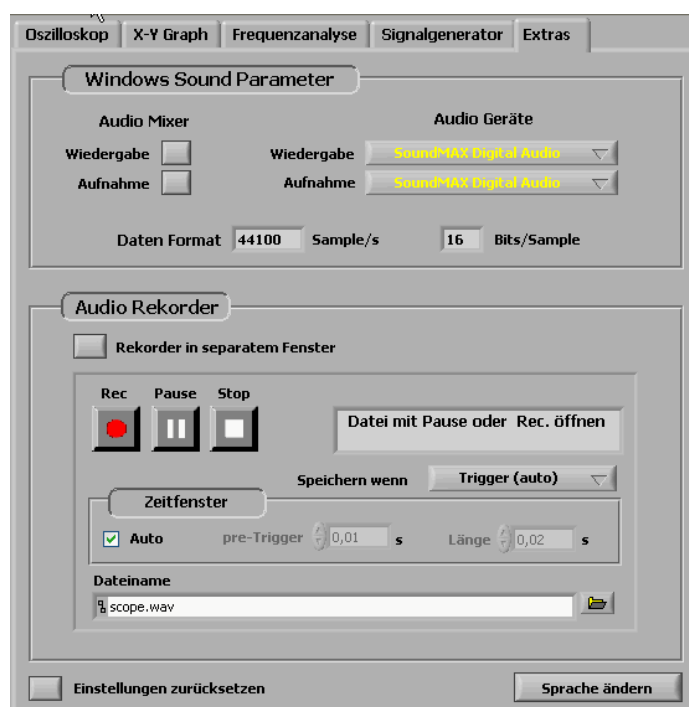 Oszilloskop X-Y Graph Frequenzanalyse Signalgenerator Extras
Windows Sound Parameter
Audio Mixer Audio Geräte
Wiedergabe Wiedergabe SoundMAX Digital Audio
Aufnahme Aufnahme SoundMAX Digital Audio
Daten Format 44100 Sample/s 16 Bits/Sample
Audio Rekorder
Rekorder in separatem Fenster
Rec Pause Stop
Datei mit Pause oder Rec. öffnen
Speichern wenn Trigger (auto)
Zeitfenster
Auto pre-Trigger 0,01 s Länge 0,02 s
Dateiname
scope.wav
Einstellungen zurücksetzen Sprache ändern